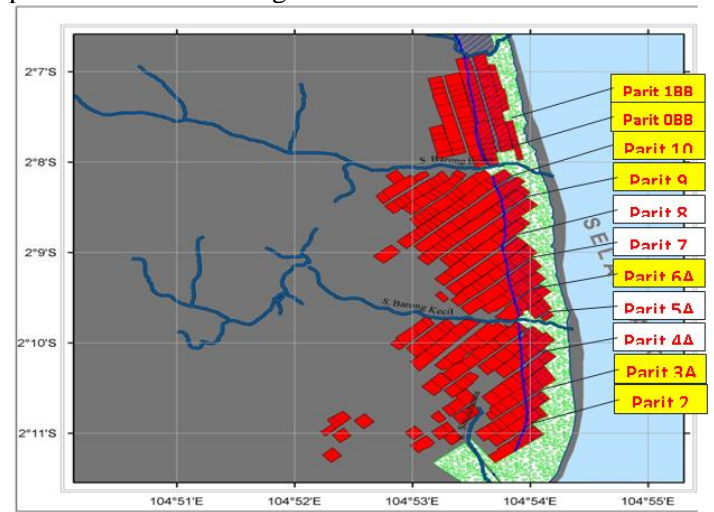 2°7'S
2°8'S
2°9'S
2°10'S
2°11'S
104°51'E
104°52'E
104°53'E
104°54'E
104°55'E
S. Barong
S. Barong Kecil
SELA
Parit 1BB
Parit 0BB
Parit 10
Parit 9
Parit 8
Parit 7
Parit 6A
Parit 5A
Parit 4A
Parit 3A
Parit 2